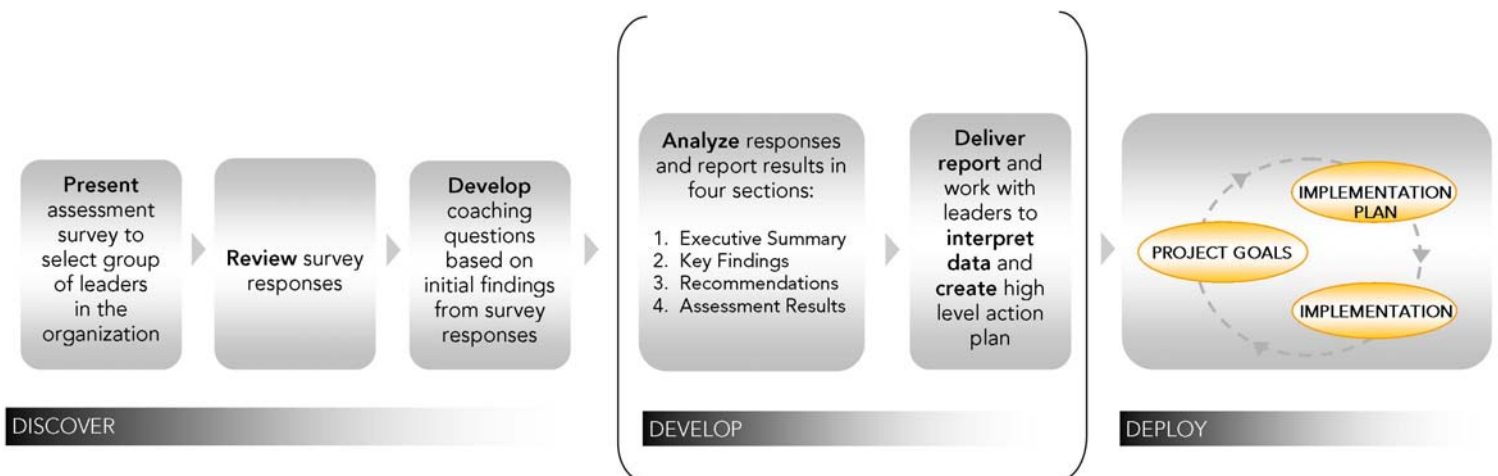 Present
assessment
survey to
select group
of leaders
in the
organization
Review survey
responses
Develop
coaching
questions
based on
initial findings
from survey
responses
Analyze responses
and report results in
four sections:
1. Executive Summary
2. Key Findings
3. Recommendations
4. Assessment Results
Deliver
report and
work with
leaders to
interpret
data and
create high
level action
plan
IMPLEMENTATION
PLAN
PROJECT GOALS
IMPLEMENTATION
DISCOVER
DEVELOP
DEPLOY